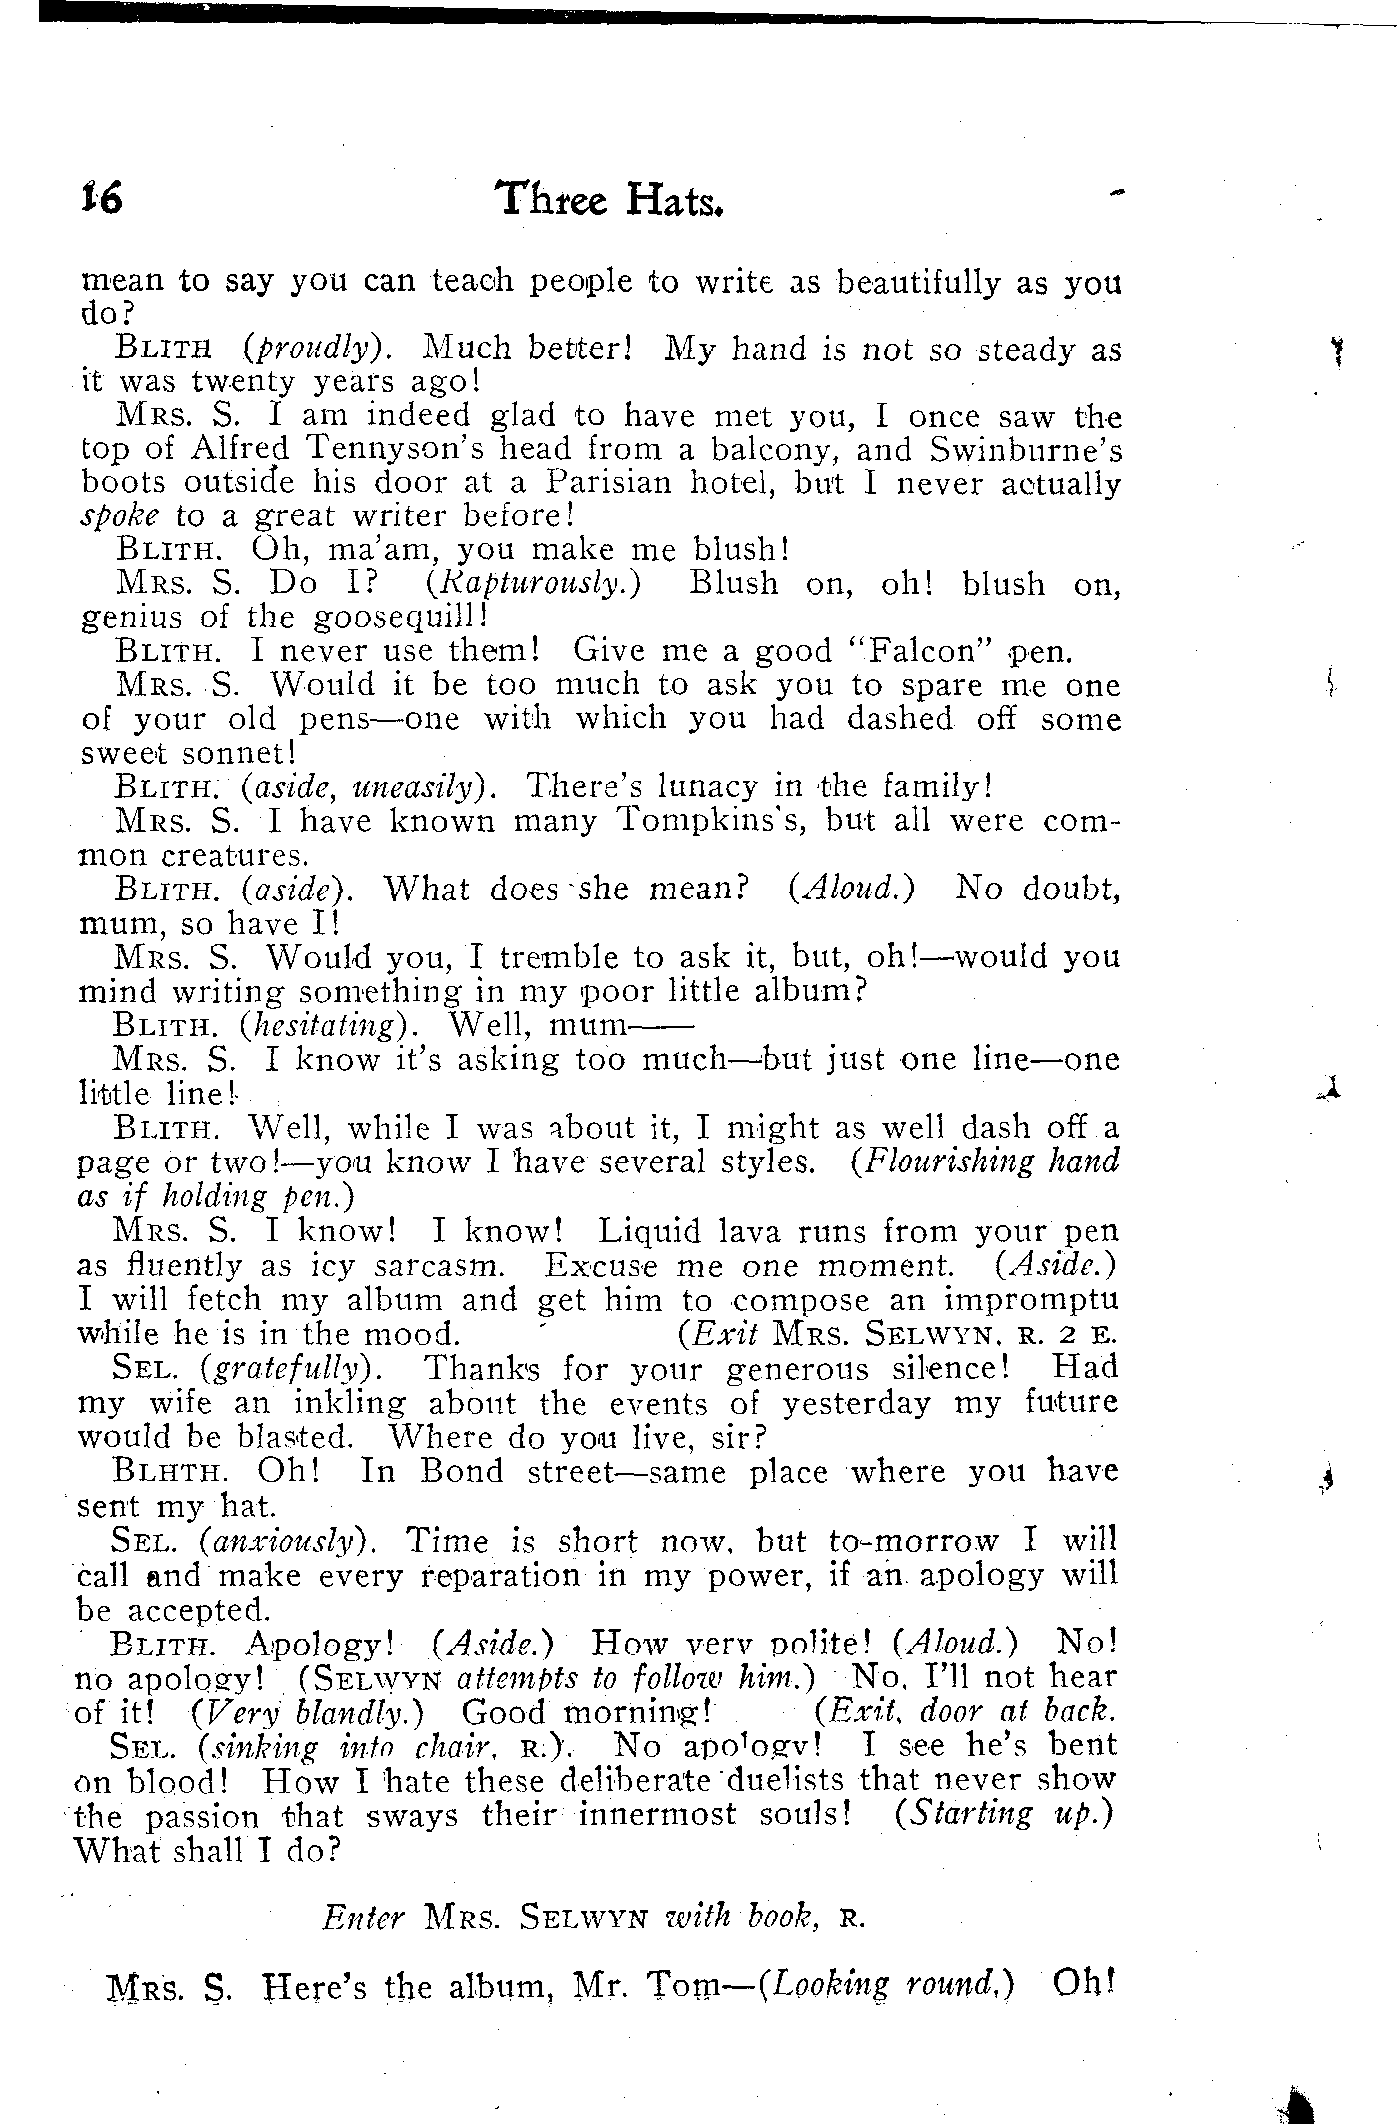 16 Three Hats.
mean to say you can teach people to write as beautifully as you
do?
BLITH (proudly). Much better! My hand is not so steady as
it was twenty years ago!
MRS. S. I am indeed glad to have met you, I once saw the
top of Alfred Tennyson's head from a balcony, and Swinburne's
boots outside his door at a Parisian hotel, but I never actually
spoke to a great writer before!
BLITH. Oh, ma'am, you make me blush!
MRS. S. Do I? (Rapturously.) Blush on, oh! blush on,
genius of the goosequill!
BLITH. I never use them! Give me a good "Falcon" pen.
MRS. S. Would it be too much to ask you to spare me one
of your old pens—one with which you had dashed off some
sweet sonnet!
BLITH. (aside, uneasily). There's lunacy in the family!
MRS. S. I have known many Tompkins's, but all were com-
mon creatures.
BLITH. (aside). What does she mean? (Aloud.) No doubt,
mum, so have I!
MRS. S. Would you, I tremble to ask it, but, oh!—would you
mind writing something in my poor little album?
BLITH. (hesitating). Well, mum——
MRS. S. I know it's asking too much—but just one line—one
little line!
BLITH. Well, while I was about it, I might as well dash off a
page or two!—you know I have several styles. (Flourishing hand
as if holding pen.)
MRS. S. I know! I know! Liquid lava runs from your pen
as fluently as icy sarcasm. Excuse me one moment. (Aside.)
I will fetch my album and get him to compose an impromptu
while he is in the mood. (Exit MRS. SELWYN, R. 2 E.
SEL. (gratefully). Thanks for your generous silence! Had
my wife an inkling about the events of yesterday my future
would be blasted. Where do you live, sir?
BLHTH. Oh! In Bond street—same place where you have
sent my hat.
SEL. (anxiously). Time is short now, but to-morrow I will
call and make every reparation in my power, if an apology will
be accepted.
BLITH. Apology! (Aside.) How very polite! (Aloud.) No!
no apology! (SELWYN attempts to follow him.) No, I'll not hear
of it! (Very blandly.) Good morning! (Exit, door at back.
SEL. (sinking into chair, R.). No apology! I see he's bent
on blood! How I hate these deliberate duelists that never show
the passion that sways their innermost souls! (Starting up.)
What shall I do?
Enter MRS. SELWYN with book, R.
MRS. S. Here's the album, Mr. Tom—(Looking round.) Oh!